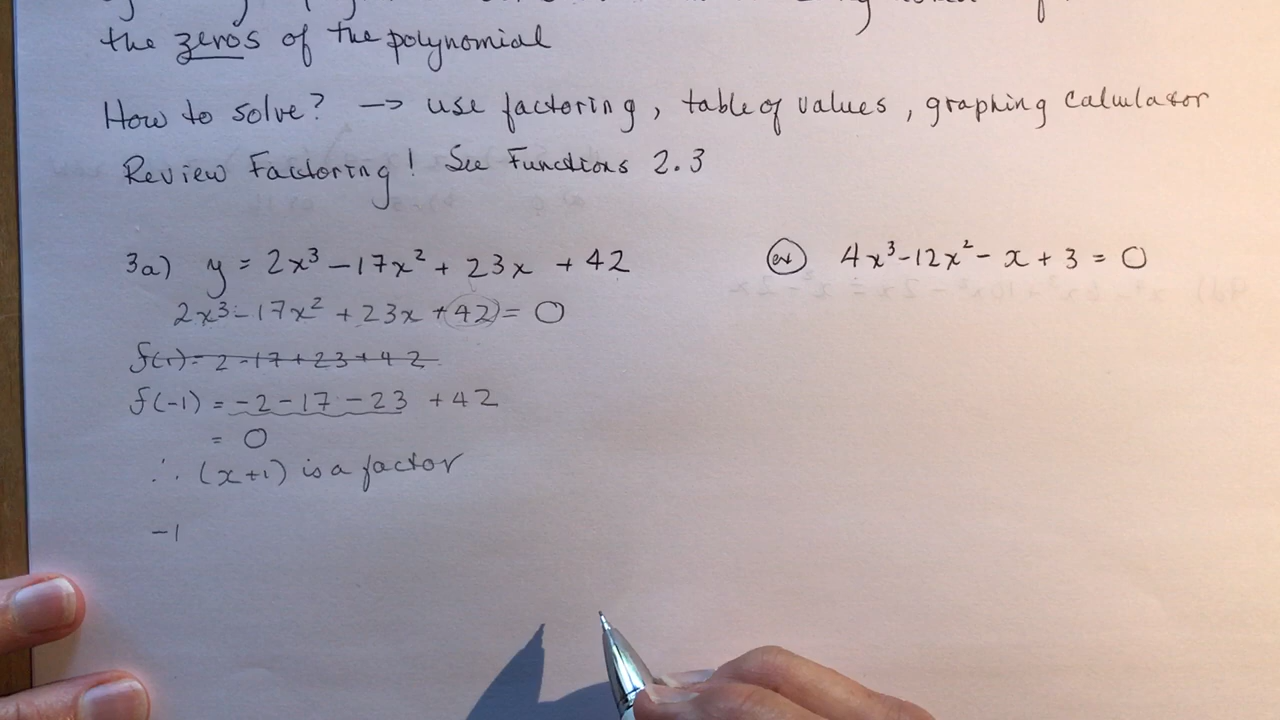 the zeros of the polynomial
How to solve? → use factoring, table of values, graphing calculator
Review Factoring! See Functions 2.3
3a) y = 2x³ - 17x² + 23x + 42
2x³ - 17x² + 23x + 42 = 0
f(1) = 2 - 17 + 23 + 42
f(-1) = -2 - 17 - 23 + 42
= 0
∴ (x+1) is a factor
-1
ex 4x³ - 12x² - x + 3 = 0